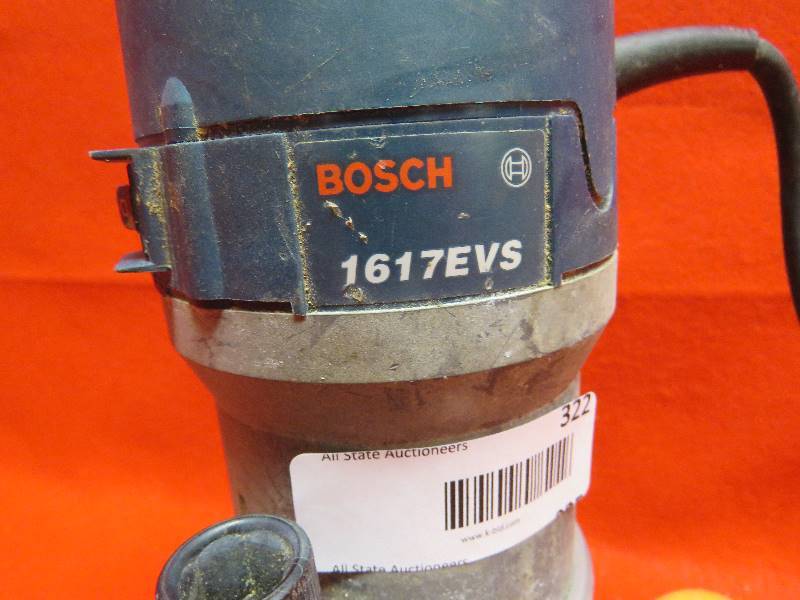 BOSCH
1617EVS
322
All State Auctioneers
www.k-bid.com
All State Auctioneers